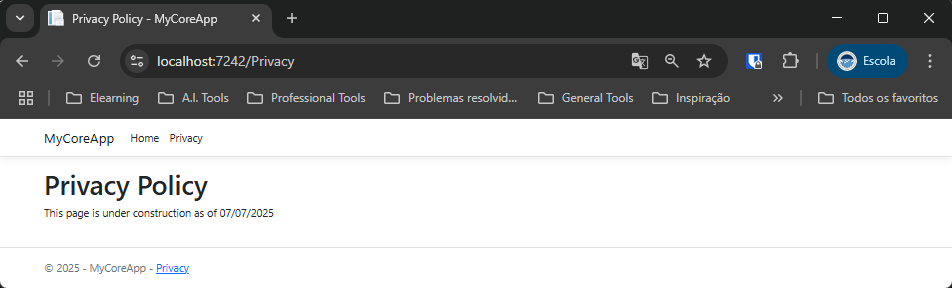 Privacy Policy - MyCoreApp
localhost:7242/Privacy
Escola
Elearning A.I. Tools Professional Tools Problemas resolvid... General Tools Inspiração » Todos os favoritos
MyCoreApp Home Privacy
Privacy Policy
This page is under construction as of 07/07/2025
© 2025 - MyCoreApp - Privacy